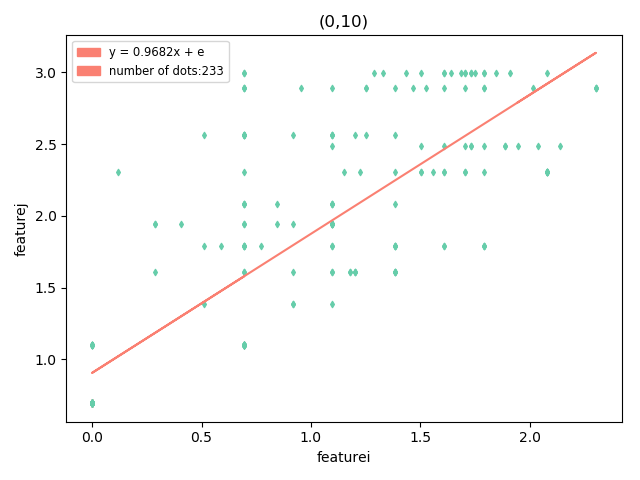 (0,10)
y = 0.9682x + e
number of dots:233
3.0
2.5
2.0
1.5
1.0
featurej
0.0 0.5 1.0 1.5 2.0
featurei